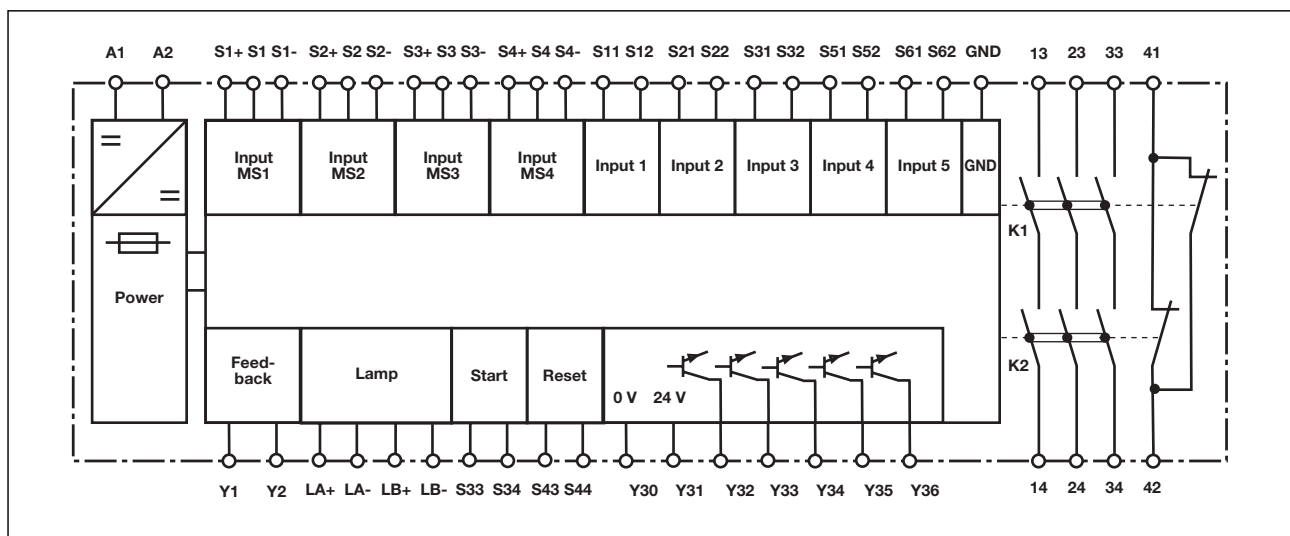 A1 A2 S1+ S1 S1- S2+ S2 S2- S3+ S3 S3- S4+ S4 S4- S11 S12 S21 S22 S31 S32 S51 S52 S61 S62 GND 13 23 33 41
Input MS1
Input MS2
Input MS3
Input MS4
Input 1
Input 2
Input 3
Input 4
Input 5
GND
K1
Power
Feed-
back
Lamp
Start
Reset
0 V 24 V
K2
Y1 Y2 LA+ LA- LB+ LB- S33 S34 S43 S44 Y30 Y31 Y32 Y33 Y34 Y35 Y36 14 24 34 42